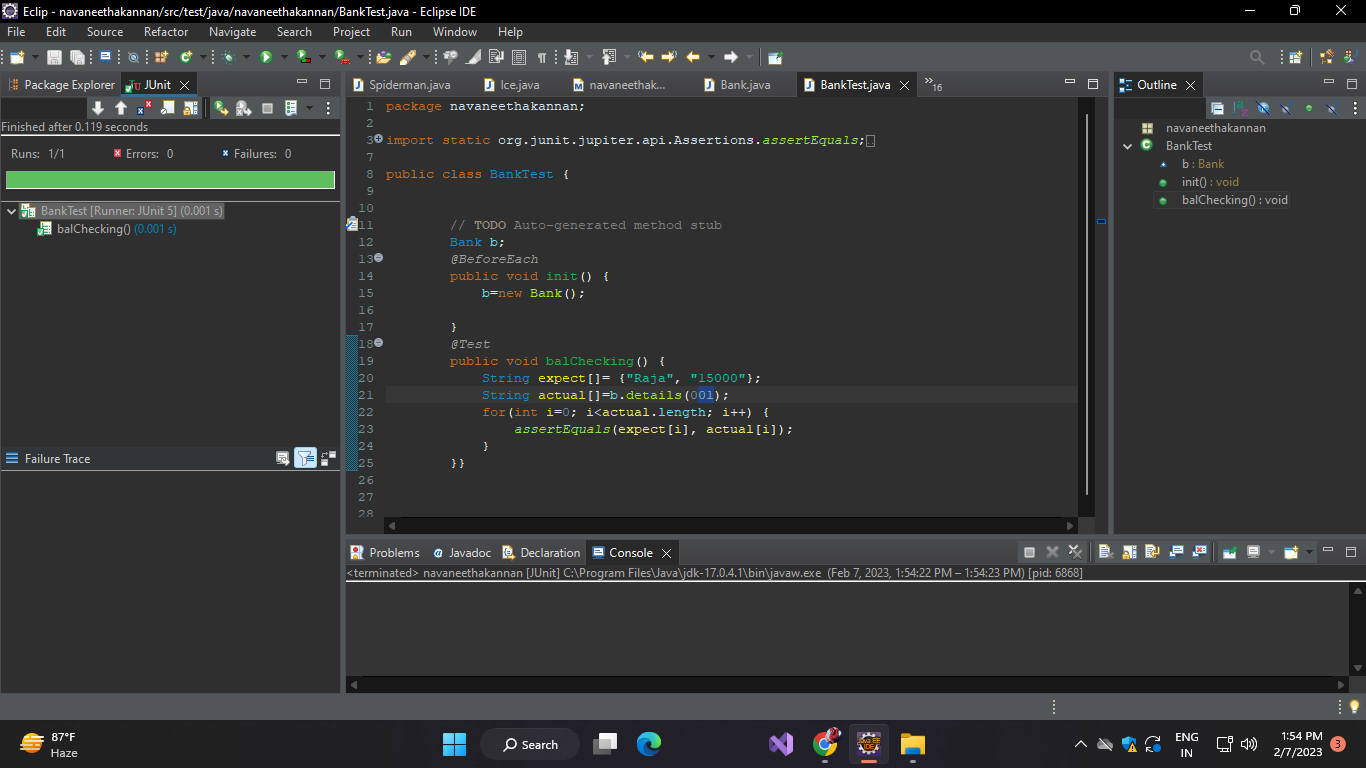 Eclip - navaneethakannan/src/test/java/navaneethakannan/BankTest.java - Eclipse IDE
File Edit Source Refactor Navigate Search Project Run Window Help
Package Explorer JUnit
Finished after 0.119 seconds
Runs: 1/1 Errors: 0 Failures: 0
BankTest [Runner: JUnit 5] (0.001 s)
balChecking() (0.001 s)
Failure Trace
Spiderman.java Ice.java navaneethak... Bank.java BankTest.java »16
1 package navaneethakannan;
2
3 import static org.junit.jupiter.api.Assertions.assertEquals;
7
8 public class BankTest {
9
10
11 // TODO Auto-generated method stub
12 Bank b;
13 @BeforeEach
14 public void init() {
15 b=new Bank();
16
17 }
18 @Test
19 public void balChecking() {
20 String expect[]= {"Raja", "15000"};
21 String actual[]=b.details(001);
22 for(int i=0; i<actual.length; i++) {
23 assertEquals(expect[i], actual[i]);
24 }
25 }}
26
27
28
Outline
navaneethakannan
BankTest
b : Bank
init() : void
balChecking() : void
Problems Javadoc Declaration Console
<terminated> navaneethakannan [JUnit] C:\Program Files\Java\jdk-17.0.4.1\bin\javaw.exe (Feb 7, 2023, 1:54:22 PM – 1:54:23 PM) [pid: 6868]
87°F
Haze
Search
ENG
IN
1:54 PM
2/7/2023
3